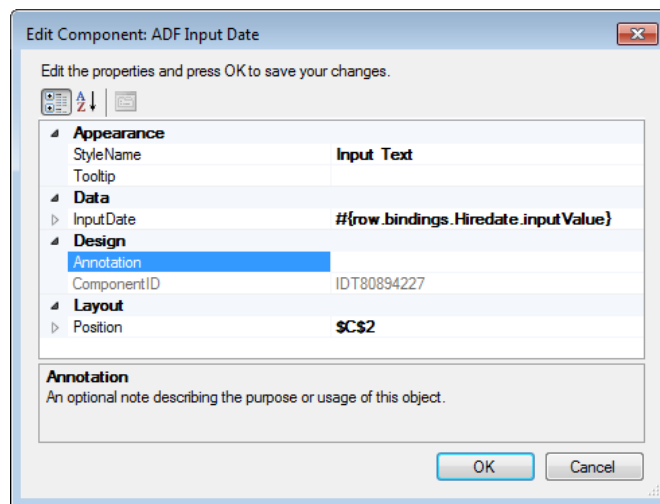 Edit Component: ADF Input Date
Edit the properties and press OK to save your changes.
Appearance
StyleName Input Text
Tooltip
Data
InputDate #{row.bindings.Hiredate.inputValue}
Design
Annotation
ComponentID IDT80894227
Layout
Position $C$2
Annotation
An optional note describing the purpose or usage of this object.
OK Cancel